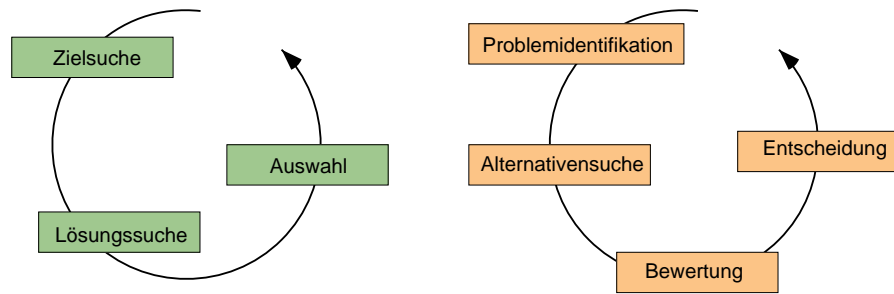 Zielsuche
Lösungssuche
Auswahl
Problemidentifikation
Alternativensuche
Bewertung
Entscheidung